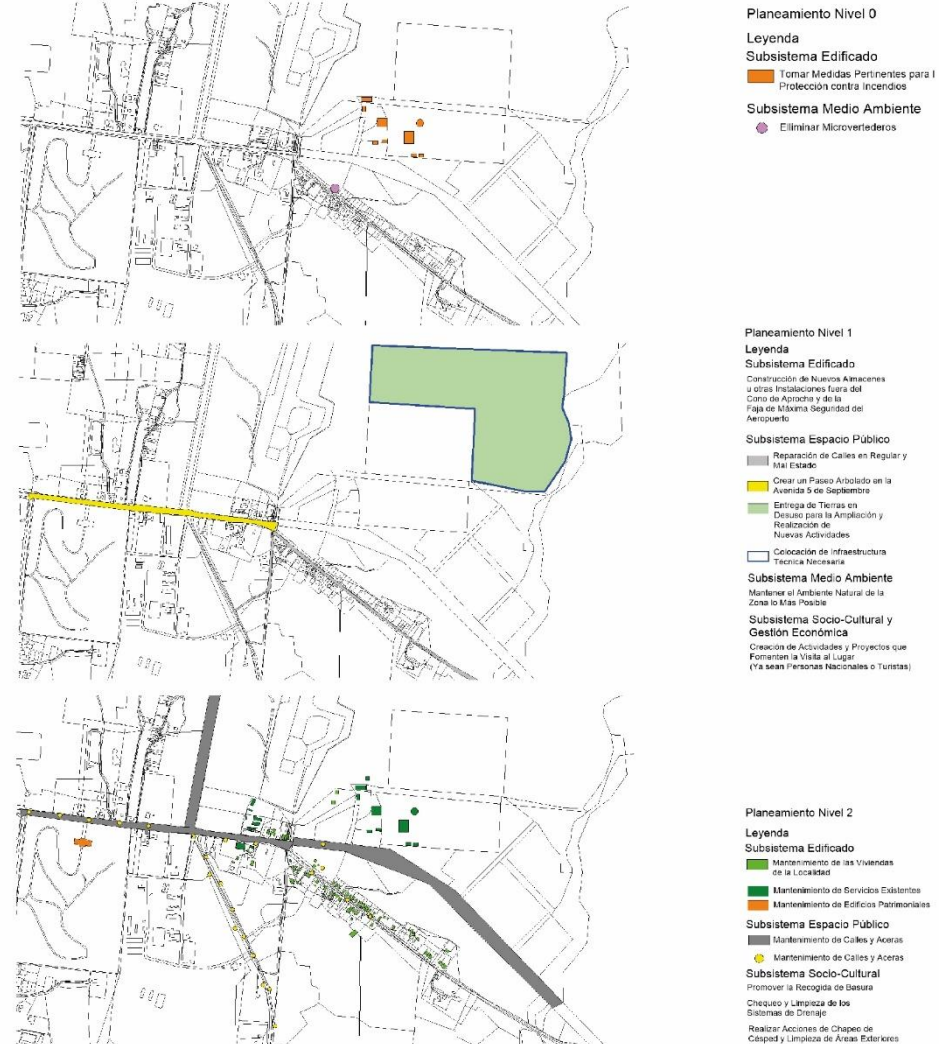 Planeamiento Nivel 0
Leyenda
Subsistema Edificado
Tomar Medidas Pertinentes para l
Protección contra Incendios
Subsistema Medio Ambiente
Elliminar Microvertederos
Planeamiento Nivel 1
Leyenda
Subsistema Edificado
Construcción de Nuevos Almacenes
u otras Instalaciones fuera del
Cono de Aproche y de la
Faja de Máxima Seguridad del
Aeropuerto
Subsistema Espacio Público
Reparación de Calles en Regular y
Mal Estado
Crear un Paseo Arbolado en la
Avenida 5 de Septiembre
Entrega de Tierras en
Desuso para la Ampliación y
Realización de
Nuevas Actividades
Colocación de Infraestructura
Técnica Necesaria
Subsistema Medio Ambiente
Mantener el Ambiente Natural de la
Zona lo Mas Posible
Subsistema Socio-Cultural y
Gestión Económica
Creación de Actividades y Proyectos que
Fomenten la Visita al Lugar
(Ya sean Personas Nacionales o Turistas)
Planeamiento Nivel 2
Leyenda
Subsistema Edificado
Mantenimiento de las Viviendas
de la Localidad
Mantenimiento de Servicios Existentes
Mantenimiento de Edificios Patrimoniales
Subsistema Espacio Público
Mantenimiento de Calles y Aceras
Mantenimiento de Calles y Aceras
Subsistema Socio-Cultural
Promover la Recogida de Basura
Chequeo y Limpieza de los
Sistemas de Drenaje
Realizar Acciones de Chapeo de
Césped y Limpieza de Áreas Exteriores